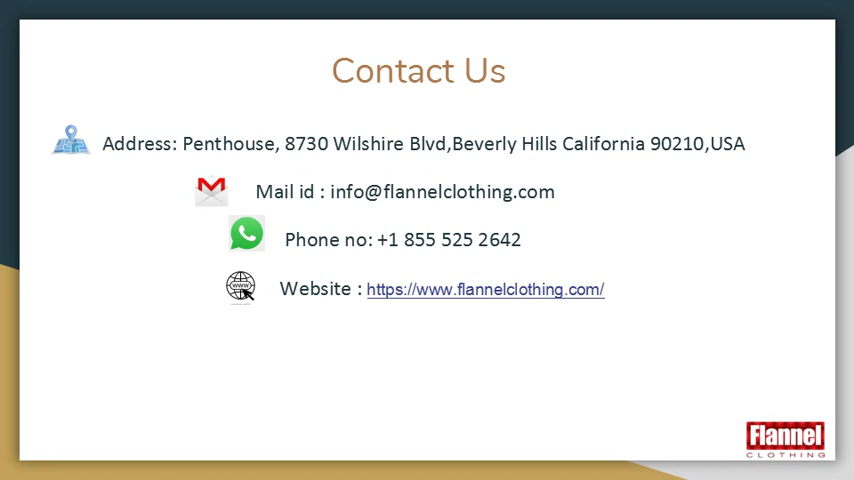 Contact Us
Address: Penthouse, 8730 Wilshire Blvd,Beverly Hills California 90210,USA
Mail id : info@flannelclothing.com
Phone no: +1 855 525 2642
www
Website : https://www.flannelclothing.com/
Flannel
CLOTHING